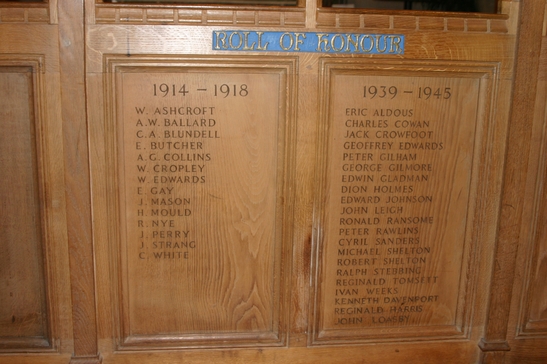 ROLL OF HONOUR
1914 – 1918
W. ASHCROFT
A.W. BALLARD
C.A. BLUNDELL
E. BUTCHER
A.G. COLLINS
W. CROPLEY
W. EDWARDS
E. GAY
J. MASON
H. MOULD
R. NYE
J. PERRY
J. STRANG
C. WHITE
1939 – 1945
ERIC ALDOUS
CHARLES COWAN
JACK CROWFOOT
GEOFFREY EDWARDS
PETER GILHAM
GEORGE GILMORE
EDWIN GLADMAN
DION HOLMES
EDWARD JOHNSON
JOHN LEIGH
RONALD RANSOME
PETER RAWLINS
CYRIL SANDERS
MICHAEL SHELTON
ROBERT SHELTON
RALPH STEBBING
REGINALD TOMSETT
IVAN WEEKS
KENNETH DAVENPORT
REGINALD HARRIS
JOHN LOASBY